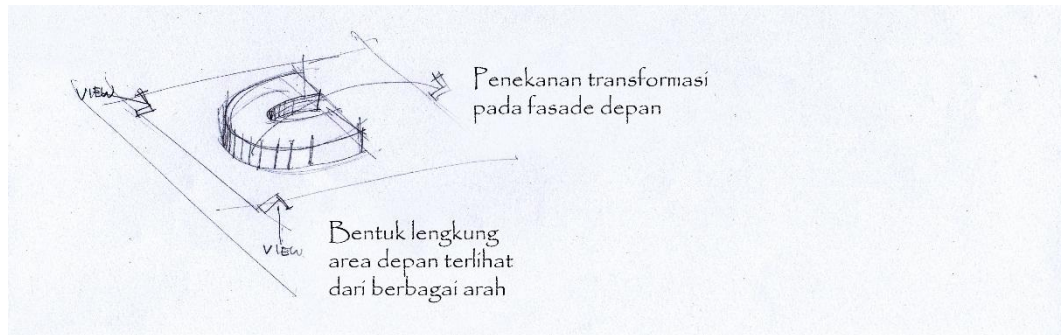 VIEW
Penekanan transformasi
pada fasade depan
VIEW
Bentuk lengkung
area depan terlihat
dari berbagai arah